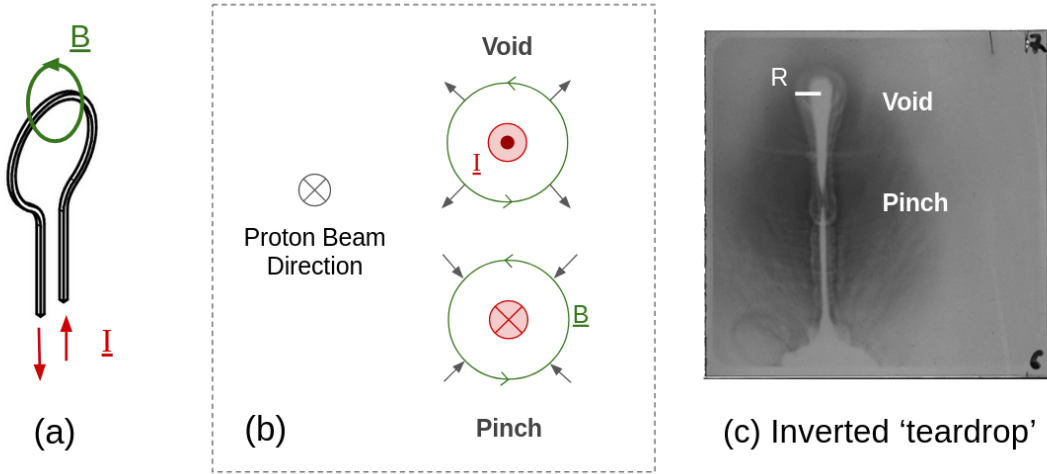 B
I
(a)
Void
I
Proton Beam
Direction
B
(b)
Pinch
R
Void
Pinch
R
C
(c) Inverted ‘teardrop’